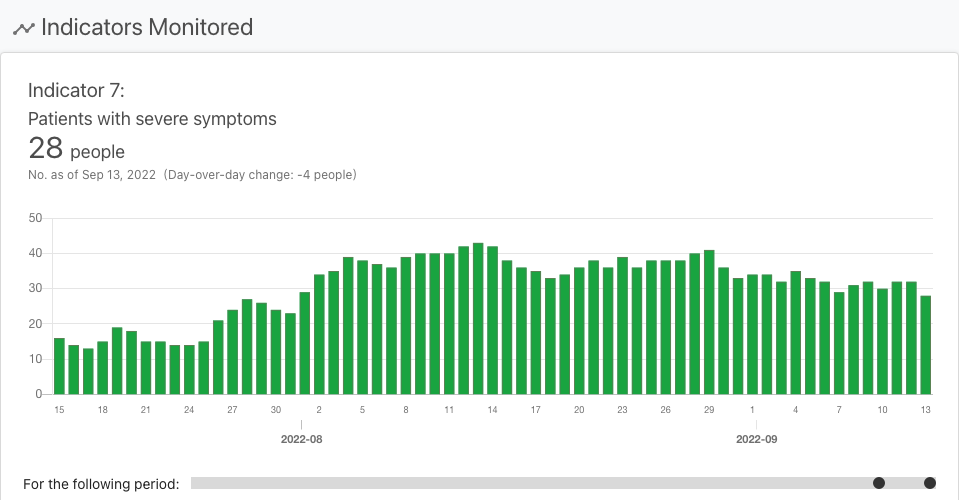 Indicators Monitored
Indicator 7:
Patients with severe symptoms
28 people
No. as of Sep 13, 2022 (Day-over-day change: -4 people)
50
40
30
20
10
0
15 18 21 24 27 30 2 5 8 11 14 17 20 23 26 29 1 4 7 10 13
2022-08 2022-09
For the following period: